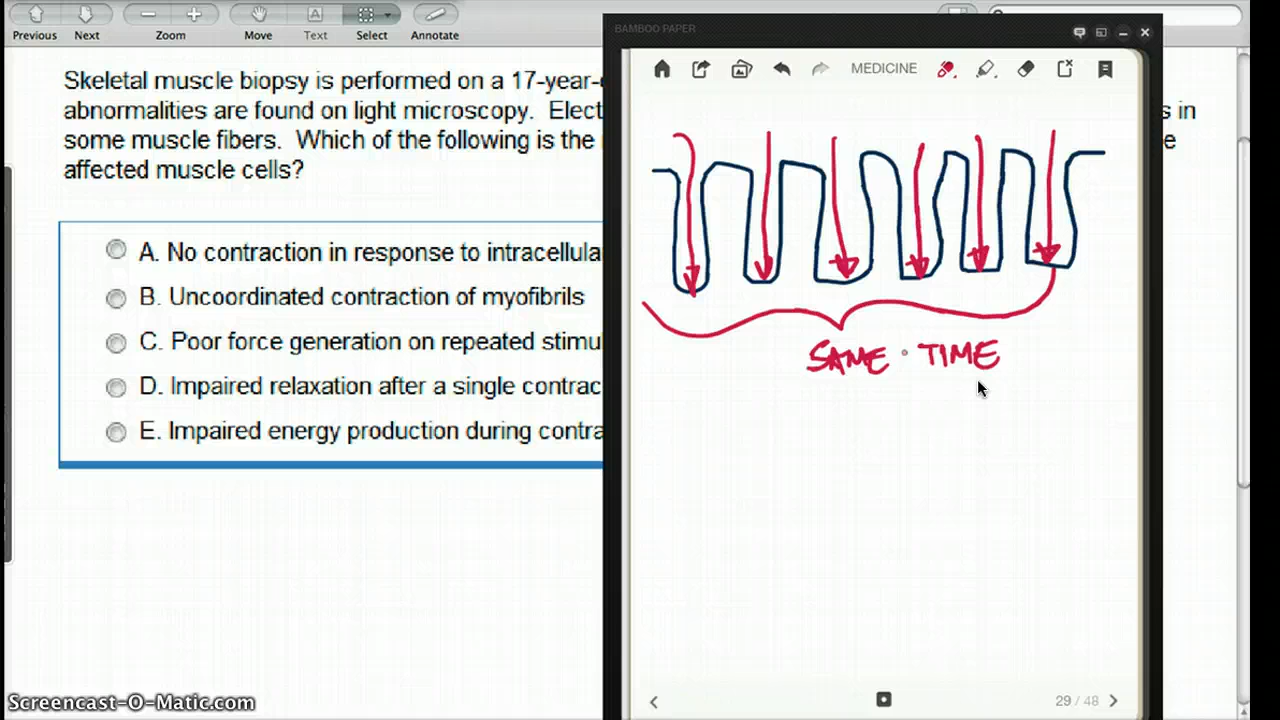 Previous Next Zoom Move Text Select Annotate
BAMBOO PAPER
MEDICINE
Skeletal muscle biopsy is performed on a 17-year-
abnormalities are found on light microscopy. Elect s in
some muscle fibers. Which of the following is the e
affected muscle cells?
A. No contraction in response to intracellula
B. Uncoordinated contraction of myofibrils
C. Poor force generation on repeated stimu
D. Impaired relaxation after a single contrac
E. Impaired energy production during contra
SAME TIME
29 / 48
Screencast-O-Matic.com